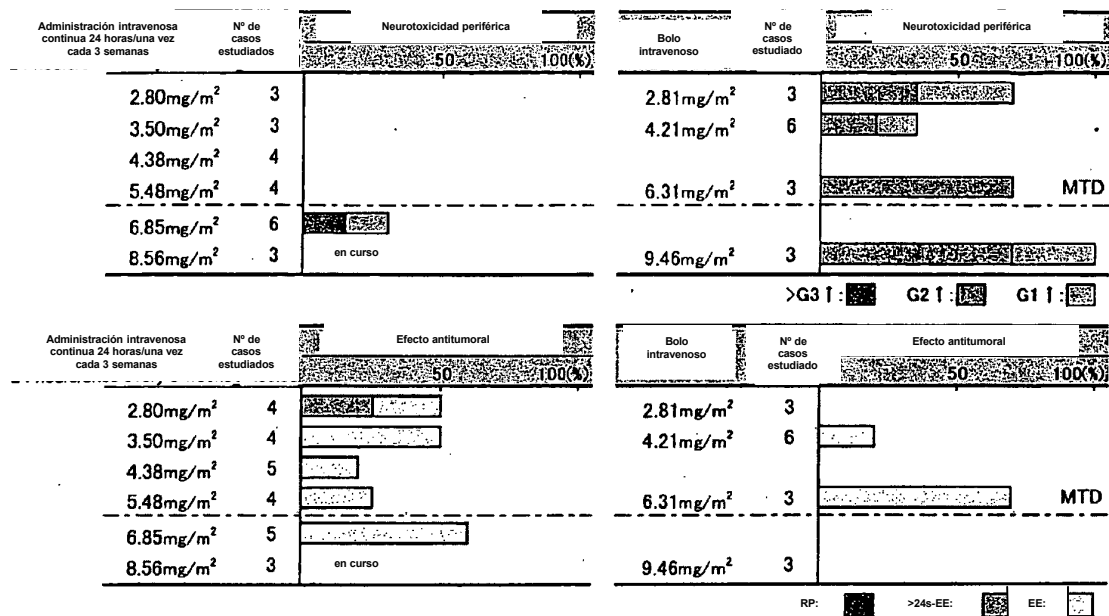 Administración intravenosa
continua 24 horas/una vez
cada 3 semanas
Nº de
casos
estudiados
Neurotoxicidad periférica
50 100(%)
2.80mg/m² 3
3.50mg/m² 3
4.38mg/m² 4
5.48mg/m² 4
6.85mg/m² 6
8.56mg/m² 3 en curso
Bolo
intravenoso
Nº de
casos
estudiado
Neurotoxicidad periférica
50 100(%)
2.81mg/m² 3
4.21mg/m² 6
6.31mg/m² 3 MTD
9.46mg/m² 3
>G3↑: G2↑: G1↑:
Administración intravenosa
continua 24 horas/una vez
cada 3 semanas
Nº de
casos
estudiados
Efecto antitumoral
50 100(%)
2.80mg/m² 4
3.50mg/m² 4
4.38mg/m² 5
5.48mg/m² 4
6.85mg/m² 5
8.56mg/m² 3 en curso
Bolo
intravenoso
Nº de
casos
estudiado
Efecto antitumoral
50 100(%)
2.81mg/m² 3
4.21mg/m² 6
6.31mg/m² 3 MTD
9.46mg/m² 3
RP: >24s-EE: EE: